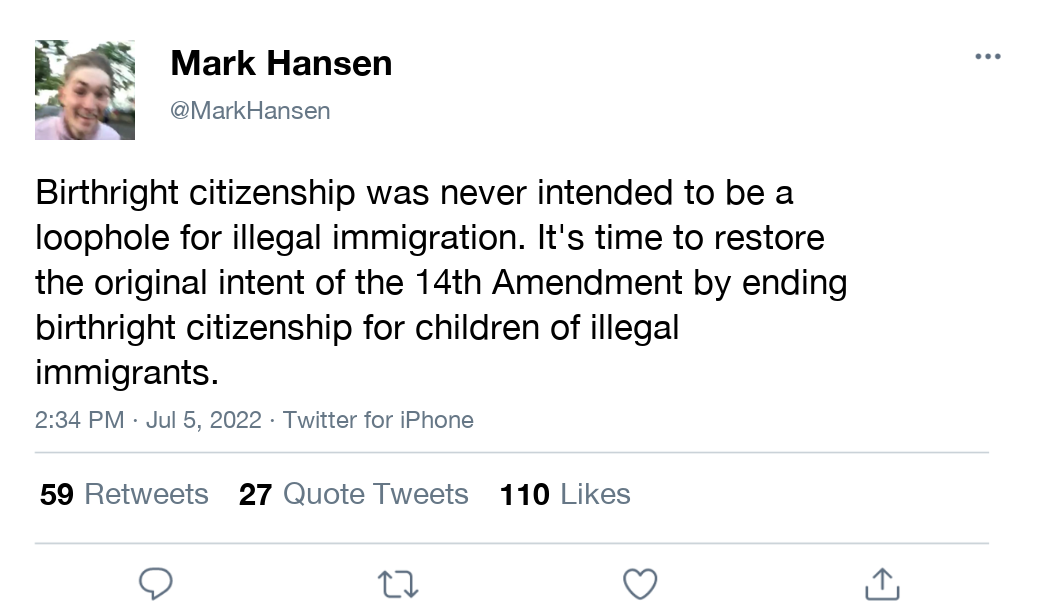 Mark Hansen
@MarkHansen
Birthright citizenship was never intended to be a
loophole for illegal immigration. It's time to restore
the original intent of the 14th Amendment by ending
birthright citizenship for children of illegal
immigrants.
2:34 PM · Jul 5, 2022 · Twitter for iPhone
59 Retweets 27 Quote Tweets 110 Likes